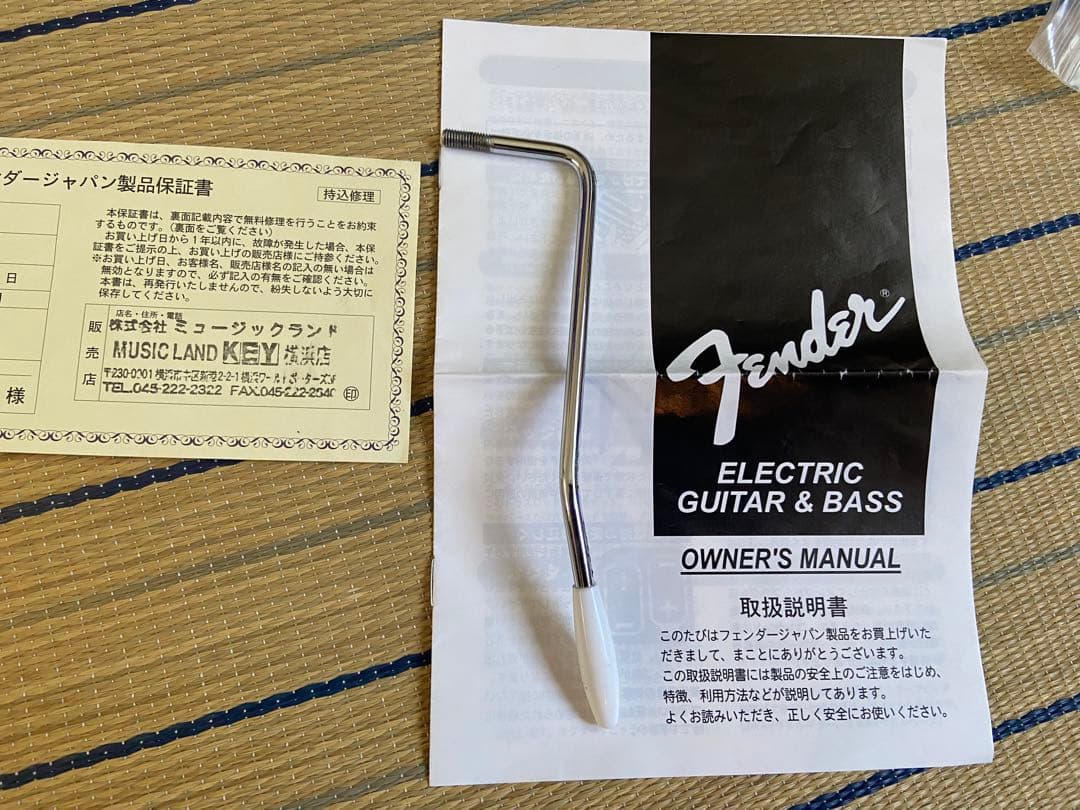 ダージャパン製品保証書
持込修理
本保証書は、裏面記載内容で無料修理を行うことをお約束
するものです。(裏面をご覧ください)
お買い上げ日から1年以内に、故障が発生した場合、本保
証書をご提示の上、お買い上げの販売店様にご持参ください。
※お買い上げ日、お客様名、販売店様名の記入の無い場合は
無効となりますので、必ず記入の有無をご確認ください。
本書は、再発行いたしませんので、紛失しないよう大切に
保存してください。
日
様
販売店
店名・住所・電話
株式会社 ミュージックランド
MUSIC LAND KEY 横浜店
TEL.045-222-2322 FAX.045-222-2640
印
Fender®
ELECTRIC
GUITAR & BASS
OWNER'S MANUAL
取扱説明書
このたびはフェンダージャパン製品をお買上げいた
だきまして、まことにありがとうございます。
この取扱説明書には製品の安全上のご注意をはじめ、
特徴、利用方法などが説明してあります。
よくお読みいただき、正しく安全にお使いください。